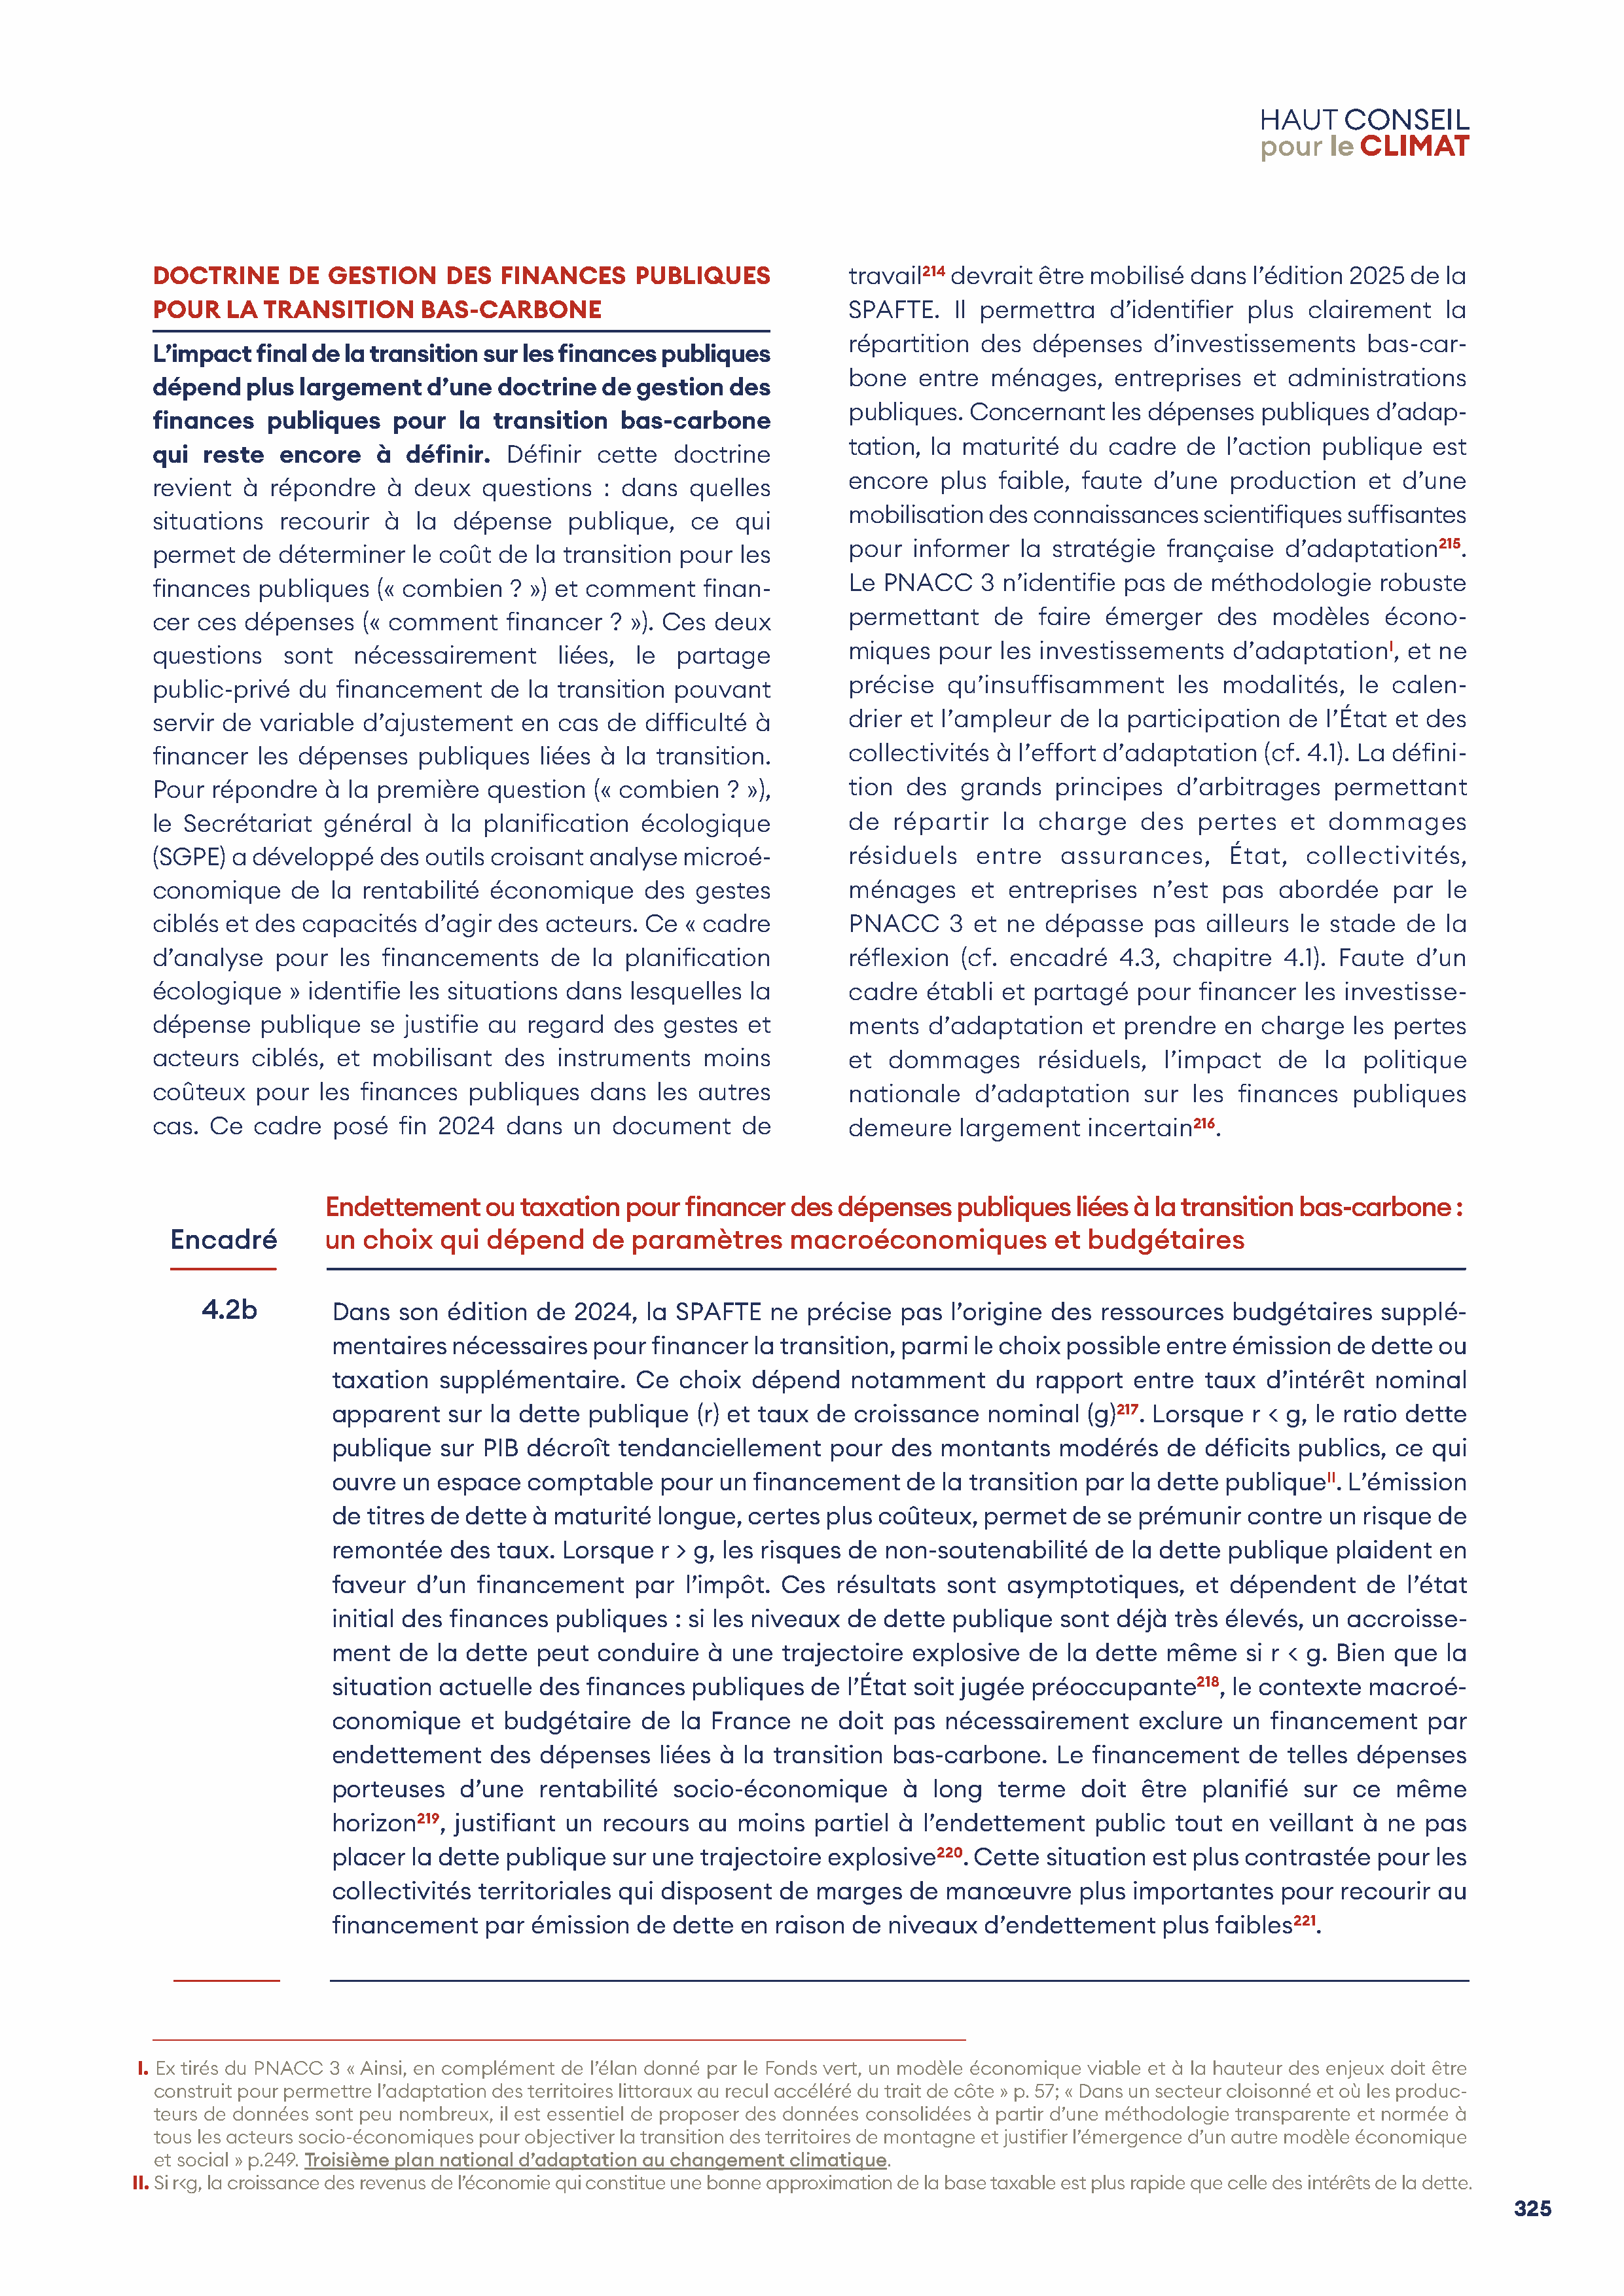 HAUT CONSEIL
pour le CLIMAT
DOCTRINE DE GESTION DES FINANCES PUBLIQUES
POUR LA TRANSITION BAS-CARBONE
L’impact final de la transition sur les finances publiques
dépend plus largement d’une doctrine de gestion des
finances publiques pour la transition bas-carbone
qui reste encore à définir. Définir cette doctrine
revient à répondre à deux questions : dans quelles
situations recourir à la dépense publique, ce qui
permet de déterminer le coût de la transition pour les
finances publiques (« combien ? ») et comment finan-
cer ces dépenses (« comment financer ? »). Ces deux
questions sont nécessairement liées, le partage
public-privé du financement de la transition pouvant
servir de variable d’ajustement en cas de difficulté à
financer les dépenses publiques liées à la transition.
Pour répondre à la première question (« combien ? »),
le Secrétariat général à la planification écologique
(SGPE) a développé des outils croisant analyse microé-
conomique de la rentabilité économique des gestes
ciblés et des capacités d’agir des acteurs. Ce « cadre
d’analyse pour les financements de la planification
écologique » identifie les situations dans lesquelles la
dépense publique se justifie au regard des gestes et
acteurs ciblés, et mobilisant des instruments moins
coûteux pour les finances publiques dans les autres
cas. Ce cadre posé fin 2024 dans un document de
travail214 devrait être mobilisé dans l’édition 2025 de la
SPAFTE. Il permettra d’identifier plus clairement la
répartition des dépenses d’investissements bas-car-
bone entre ménages, entreprises et administrations
publiques. Concernant les dépenses publiques d’adap-
tation, la maturité du cadre de l’action publique est
encore plus faible, faute d’une production et d’une
mobilisation des connaissances scientifiques suffisantes
pour informer la stratégie française d’adaptation215.
Le PNACC 3 n’identifie pas de méthodologie robuste
permettant de faire émerger des modèles écono-
miques pour les investissements d’adaptationI, et ne
précise qu’insuffisamment les modalités, le calen-
drier et l’ampleur de la participation de l’État et des
collectivités à l’effort d’adaptation (cf. 4.1). La défini-
tion des grands principes d’arbitrages permettant
de répartir la charge des pertes et dommages
résiduels entre assurances, État, collectivités,
ménages et entreprises n’est pas abordée par le
PNACC 3 et ne dépasse pas ailleurs le stade de la
réflexion (cf. encadré 4.3, chapitre 4.1). Faute d’un
cadre établi et partagé pour financer les investisse-
ments d’adaptation et prendre en charge les pertes
et dommages résiduels, l’impact de la politique
nationale d’adaptation sur les finances publiques
demeure largement incertain216.
Encadré
4.2b
Endettement ou taxation pour financer des dépenses publiques liées à la transition bas-carbone :
un choix qui dépend de paramètres macroéconomiques et budgétaires
Dans son édition de 2024, la SPAFTE ne précise pas l’origine des ressources budgétaires supplé-
mentaires nécessaires pour financer la transition, parmi le choix possible entre émission de dette ou
taxation supplémentaire. Ce choix dépend notamment du rapport entre taux d’intérêt nominal
apparent sur la dette publique (r) et taux de croissance nominal (g)217. Lorsque r < g, le ratio dette
publique sur PIB décroît tendanciellement pour des montants modérés de déficits publics, ce qui
ouvre un espace comptable pour un financement de la transition par la dette publiqueII. L’émission
de titres de dette à maturité longue, certes plus coûteux, permet de se prémunir contre un risque de
remontée des taux. Lorsque r > g, les risques de non-soutenabilité de la dette publique plaident en
faveur d’un financement par l’impôt. Ces résultats sont asymptotiques, et dépendent de l’état
initial des finances publiques : si les niveaux de dette publique sont déjà très élevés, un accroisse-
ment de la dette peut conduire à une trajectoire explosive de la dette même si r < g. Bien que la
situation actuelle des finances publiques de l’État soit jugée préoccupante218, le contexte macroé-
conomique et budgétaire de la France ne doit pas nécessairement exclure un financement par
endettement des dépenses liées à la transition bas-carbone. Le financement de telles dépenses
porteuses d’une rentabilité socio-économique à long terme doit être planifié sur ce même
horizon219, justifiant un recours au moins partiel à l’endettement public tout en veillant à ne pas
placer la dette publique sur une trajectoire explosive220. Cette situation est plus contrastée pour les
collectivités territoriales qui disposent de marges de manœuvre plus importantes pour recourir au
financement par émission de dette en raison de niveaux d’endettement plus faibles221.
I. Ex tirés du PNACC 3 « Ainsi, en complément de l’élan donné par le Fonds vert, un modèle économique viable et à la hauteur des enjeux doit être
construit pour permettre l’adaptation des territoires littoraux au recul accéléré du trait de côte » p. 57; « Dans un secteur cloisonné et où les produc-
teurs de données sont peu nombreux, il est essentiel de proposer des données consolidées à partir d’une méthodologie transparente et normée à
tous les acteurs socio-économiques pour objectiver la transition des territoires de montagne et justifier l’émergence d’un autre modèle économique
et social » p.249. Troisième plan national d’adaptation au changement climatique.
II. Si r<g, la croissance des revenus de l’économie qui constitue une bonne approximation de la base taxable est plus rapide que celle des intérêts de la dette.
325